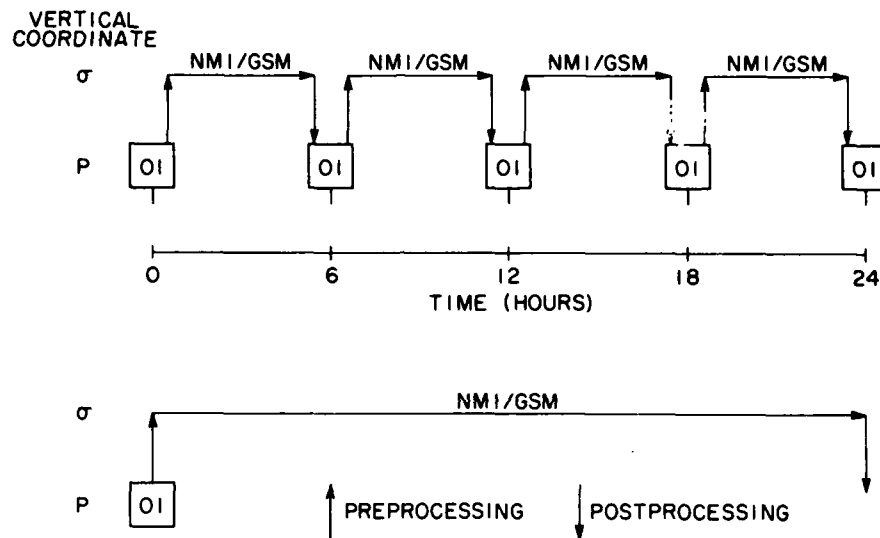 VERTICAL
COORDINATE
σ
NMI/GSM NMI/GSM NMI/GSM NMI/GSM
P OI OI OI OI OI
0 6 12 18 24
TIME (HOURS)
σ NMI/GSM
P OI PREPROCESSING POSTPROCESSING